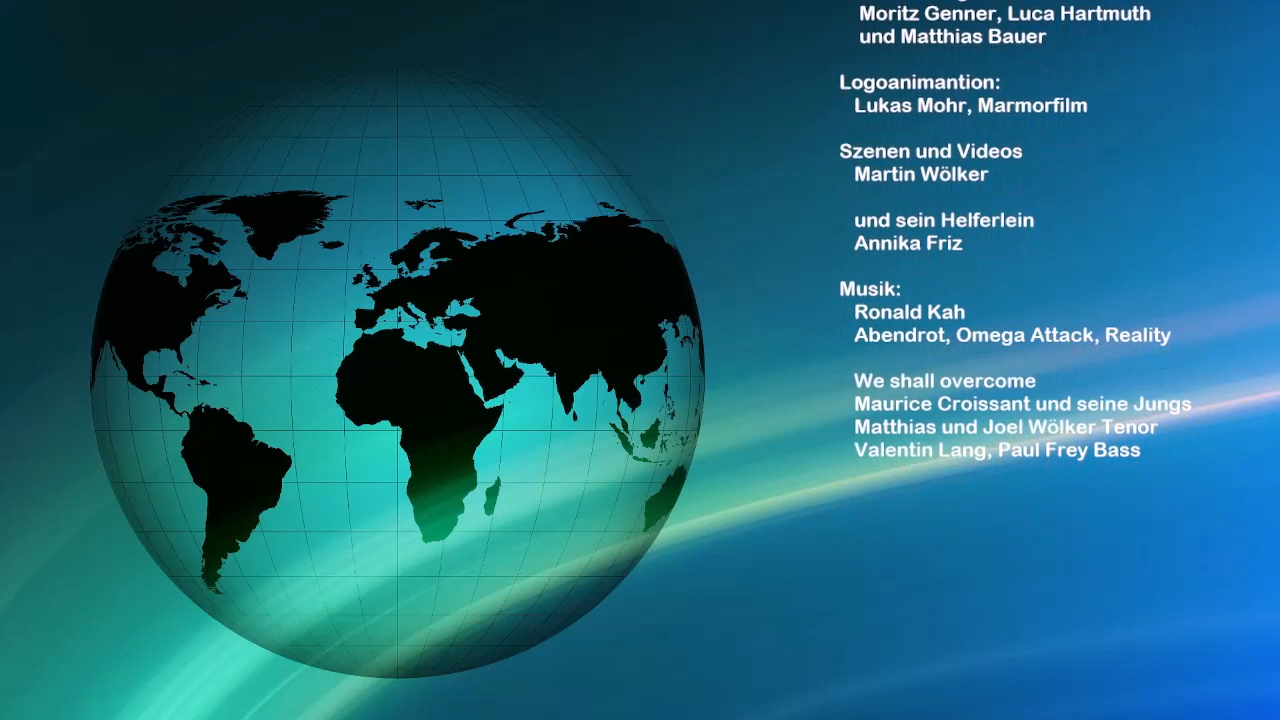 Moritz Genner, Luca Hartmuth
und Matthias Bauer
Logoanimantion:
Lukas Mohr, Marmorfilm
Szenen und Videos
Martin Wölker
und sein Helferlein
Annika Friz
Musik:
Ronald Kah
Abendrot, Omega Attack, Reality
We shall overcome
Maurice Croissant und seine Jungs
Matthias und Joel Wölker Tenor
Valentin Lang, Paul Frey Bass